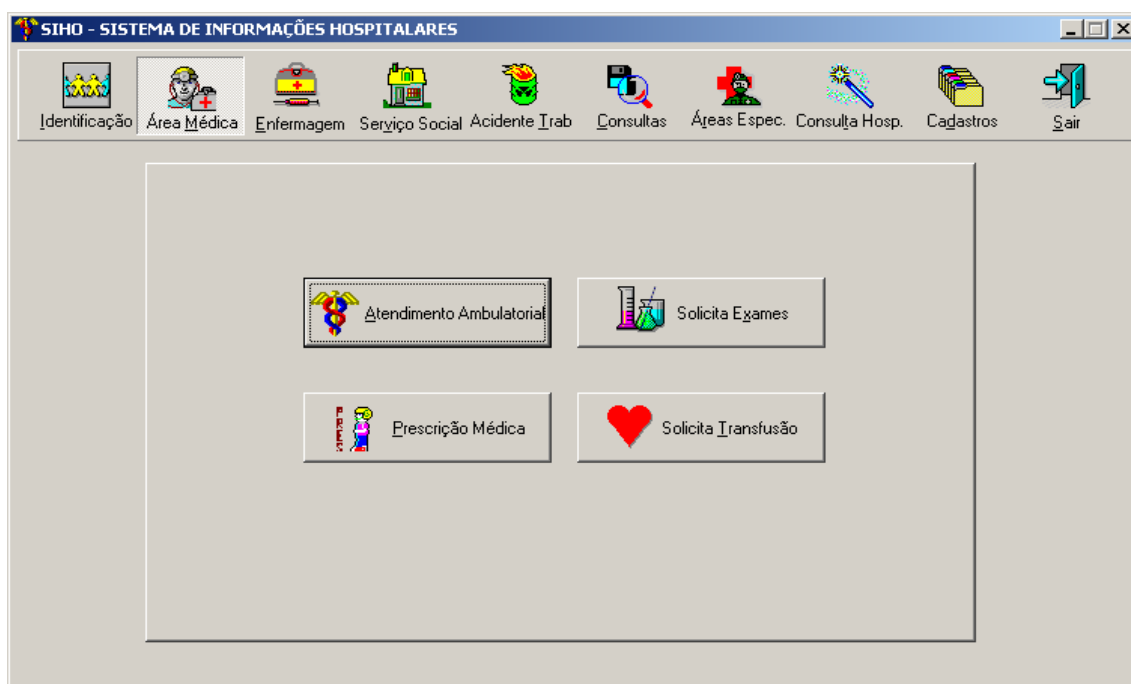 SIHO - SISTEMA DE INFORMAÇÕES HOSPITALARES
Identificação Área Médica Enfermagem Serviço Social Acidente Trab Consultas Áreas Espec. Consulta Hosp. Cadastros Sair
Atendimento Ambulatorial Solicita Exames
PRES Prescrição Médica Solicita Transfusão